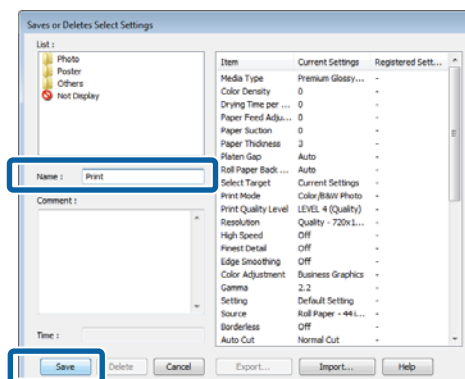 Saves or Deletes Select Settings
List :
Photo
Poster
Others
Not Display
Name : Print
Comment :
Time :
Item Current Settings Registered Sett...
Media Type Premium Glossy... -
Color Density 0 -
Drying Time per ... 0 -
Paper Feed Adju... 0 -
Paper Suction 0 -
Paper Thickness 3 -
Platen Gap Auto -
Roll Paper Back ... Auto -
Select Target Current Settings -
Print Mode Color/B&W Photo -
Print Quality Level LEVEL 4 (Quality) -
Resolution Quality - 720x1... -
High Speed Off -
Finest Detail Off -
Edge Smoothing Off -
Color Adjustment Business Graphics -
Gamma 2.2 -
Setting Default Setting -
Source Roll Paper - 44 i... -
Borderless Off -
Auto Cut Normal Cut -
Save Delete Cancel Export... Import... Help